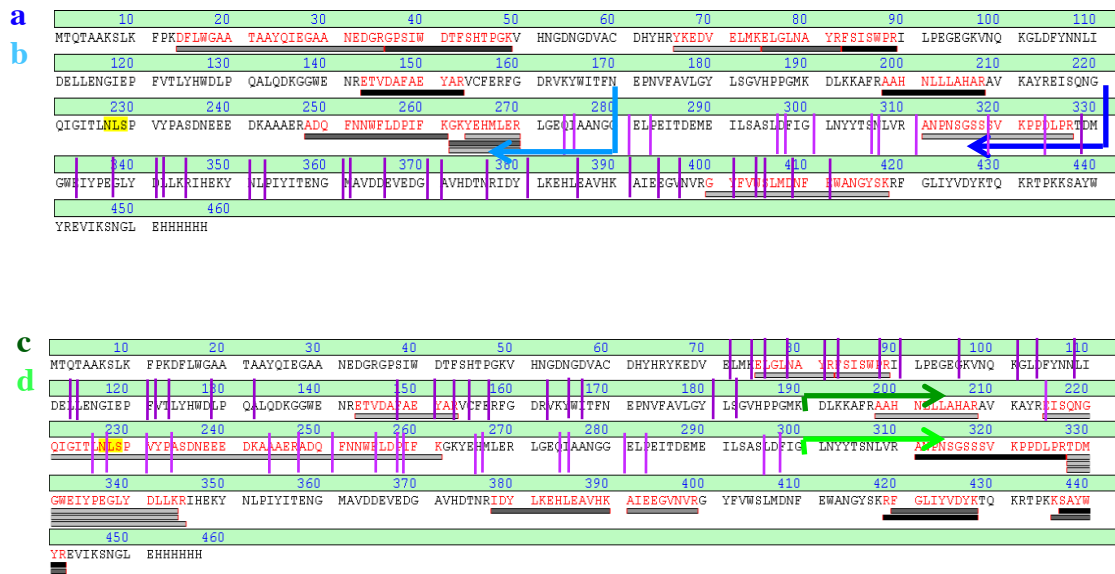 a
10 20 30 40 50 60 70 80 90 100 110
MTQTAAKSLK FPKDFLWGAA TAAYQIEGAA NEDGRGPSIW DTFSHTPGKV HNGDNGDVAC DHYHRYKEDV ELMKELGLNA YRFSISWPRI LPEGEGKVNQ KGLDFYNNLI
b
120 130 140 150 160 170 180 190 200 210 220
DELLENGIEP FVTLYHWDLP QALQDKGGWE NRETVDAFAE YARVCFERFG DRVKYWITFN EPNVFAVLGY LSGVHPPGMK DLKKAFRAAH NLLLAHARAV KAYREISQNG
230 240 250 260 270 280 290 300 310 320 330
QIGITLNLSP VYPASDNEEE DKAAAERADQ FNNWFLDPIF KGKYEHMLER LGEQIAANGG ELPEITDEME ILSASLDFIG LNYYTSNLVR ANPNSGSSSV KPPDLPRTDM
340 350 360 370 380 390 400 410 420 430 440
GWEIYPEGLY DLLKRIHEKY NLPIYITENG MAVDDEVEDG AVHDTNRIDY LKEHLEAVHK AIEEGVNVRG YFVWSLMDNF EWANGYSKRF GLIYVDYKTQ KRTPKKSAYW
450 460
YREVIKSNGL EHHHHHH
c
10 20 30 40 50 60 70 80 90 100 110
MTQTAAKSLK FPKDFLWGAA TAAYQIEGAA NEDGRGPSIW DTFSHTPGKV HNGDNGDVAC DHYHRYKEDV ELMKELGLNA YRFSISWPRI LPEGEGKVNQ KGLDFYNNLI
d
120 130 140 150 160 170 180 190 200 210 220
DELLENGIEP FVTLYHWDLP QALQDKGGWE NRETVDAFAE YARVCFERFG DRVKYWITFN EPNVFAVLGY LSGVHPPGMK DLKKAFRAAH NLLLAHARAV KAYREISQNG
230 240 250 260 270 280 290 300 310 320 330
QIGITLNLSP VYPASDNEEE DKAAAERADQ FNNWFLDPIF KGKYEHMLER LGEQIAANGG ELPEITDEME ILSASLDFIG LNYYTSNLVR ANPNSGSSSV KPPDLPRTDM
340 350 360 370 380 390 400 410 420 430 440
GWEIYPEGLY DLLKRIHEKY NLPIYITENG MAVDDEVEDG AVHDTNRIDY LKEHLEAVHK AIEEGVNVRG YFVWSLMDNF EWANGYSKRF GLIYVDYKTQ KRTPKKSAYW
450 460
YREVIKSNGL EHHHHHH